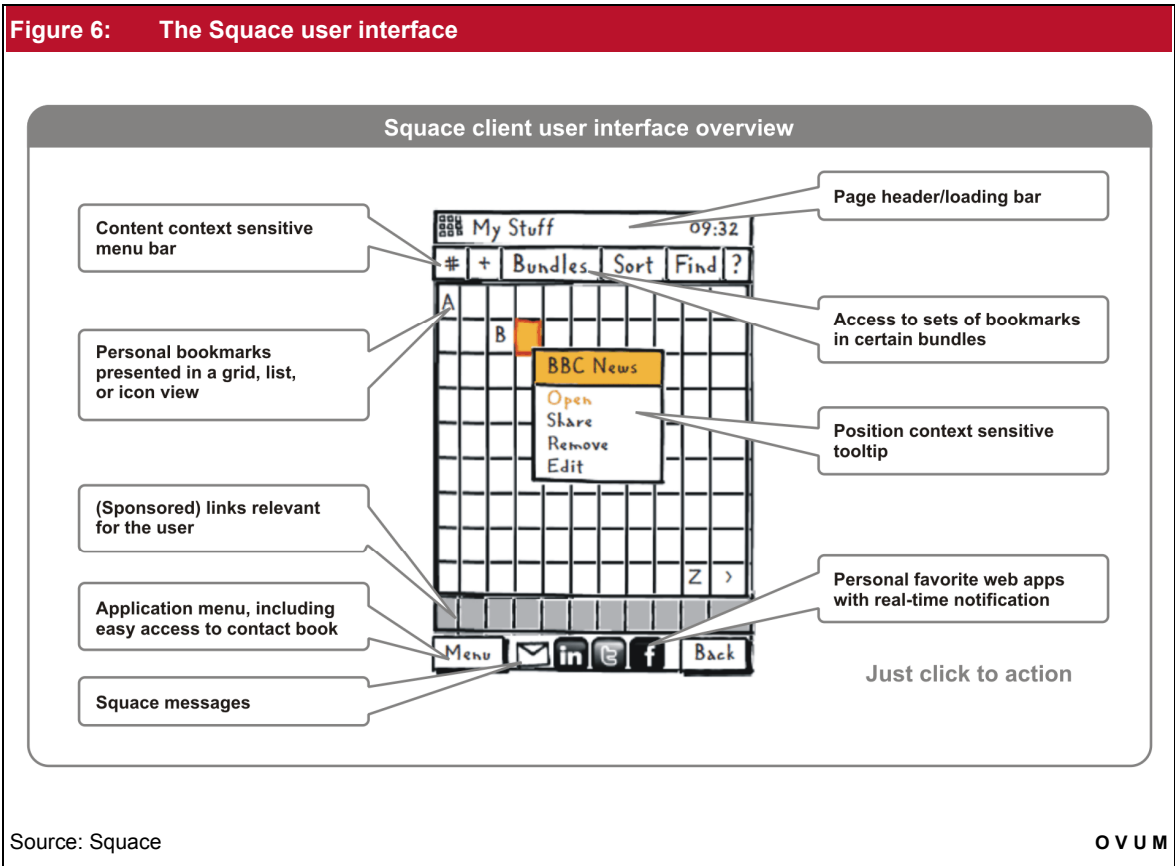 Figure 6: The Squace user interface
Squace client user interface overview
Content context sensitive
menu bar
Personal bookmarks
presented in a grid, list,
or icon view
(Sponsored) links relevant
for the user
Application menu, including
easy access to contact book
Squace messages
My Stuff 09:32
# + Bundles Sort Find ?
A
B
BBC News
Open
Share
Remove
Edit
Z >
Menu in t f Back
Page header/loading bar
Access to sets of bookmarks
in certain bundles
Position context sensitive
tooltip
Personal favorite web apps
with real-time notification
Just click to action
Source: Squace
OVUM